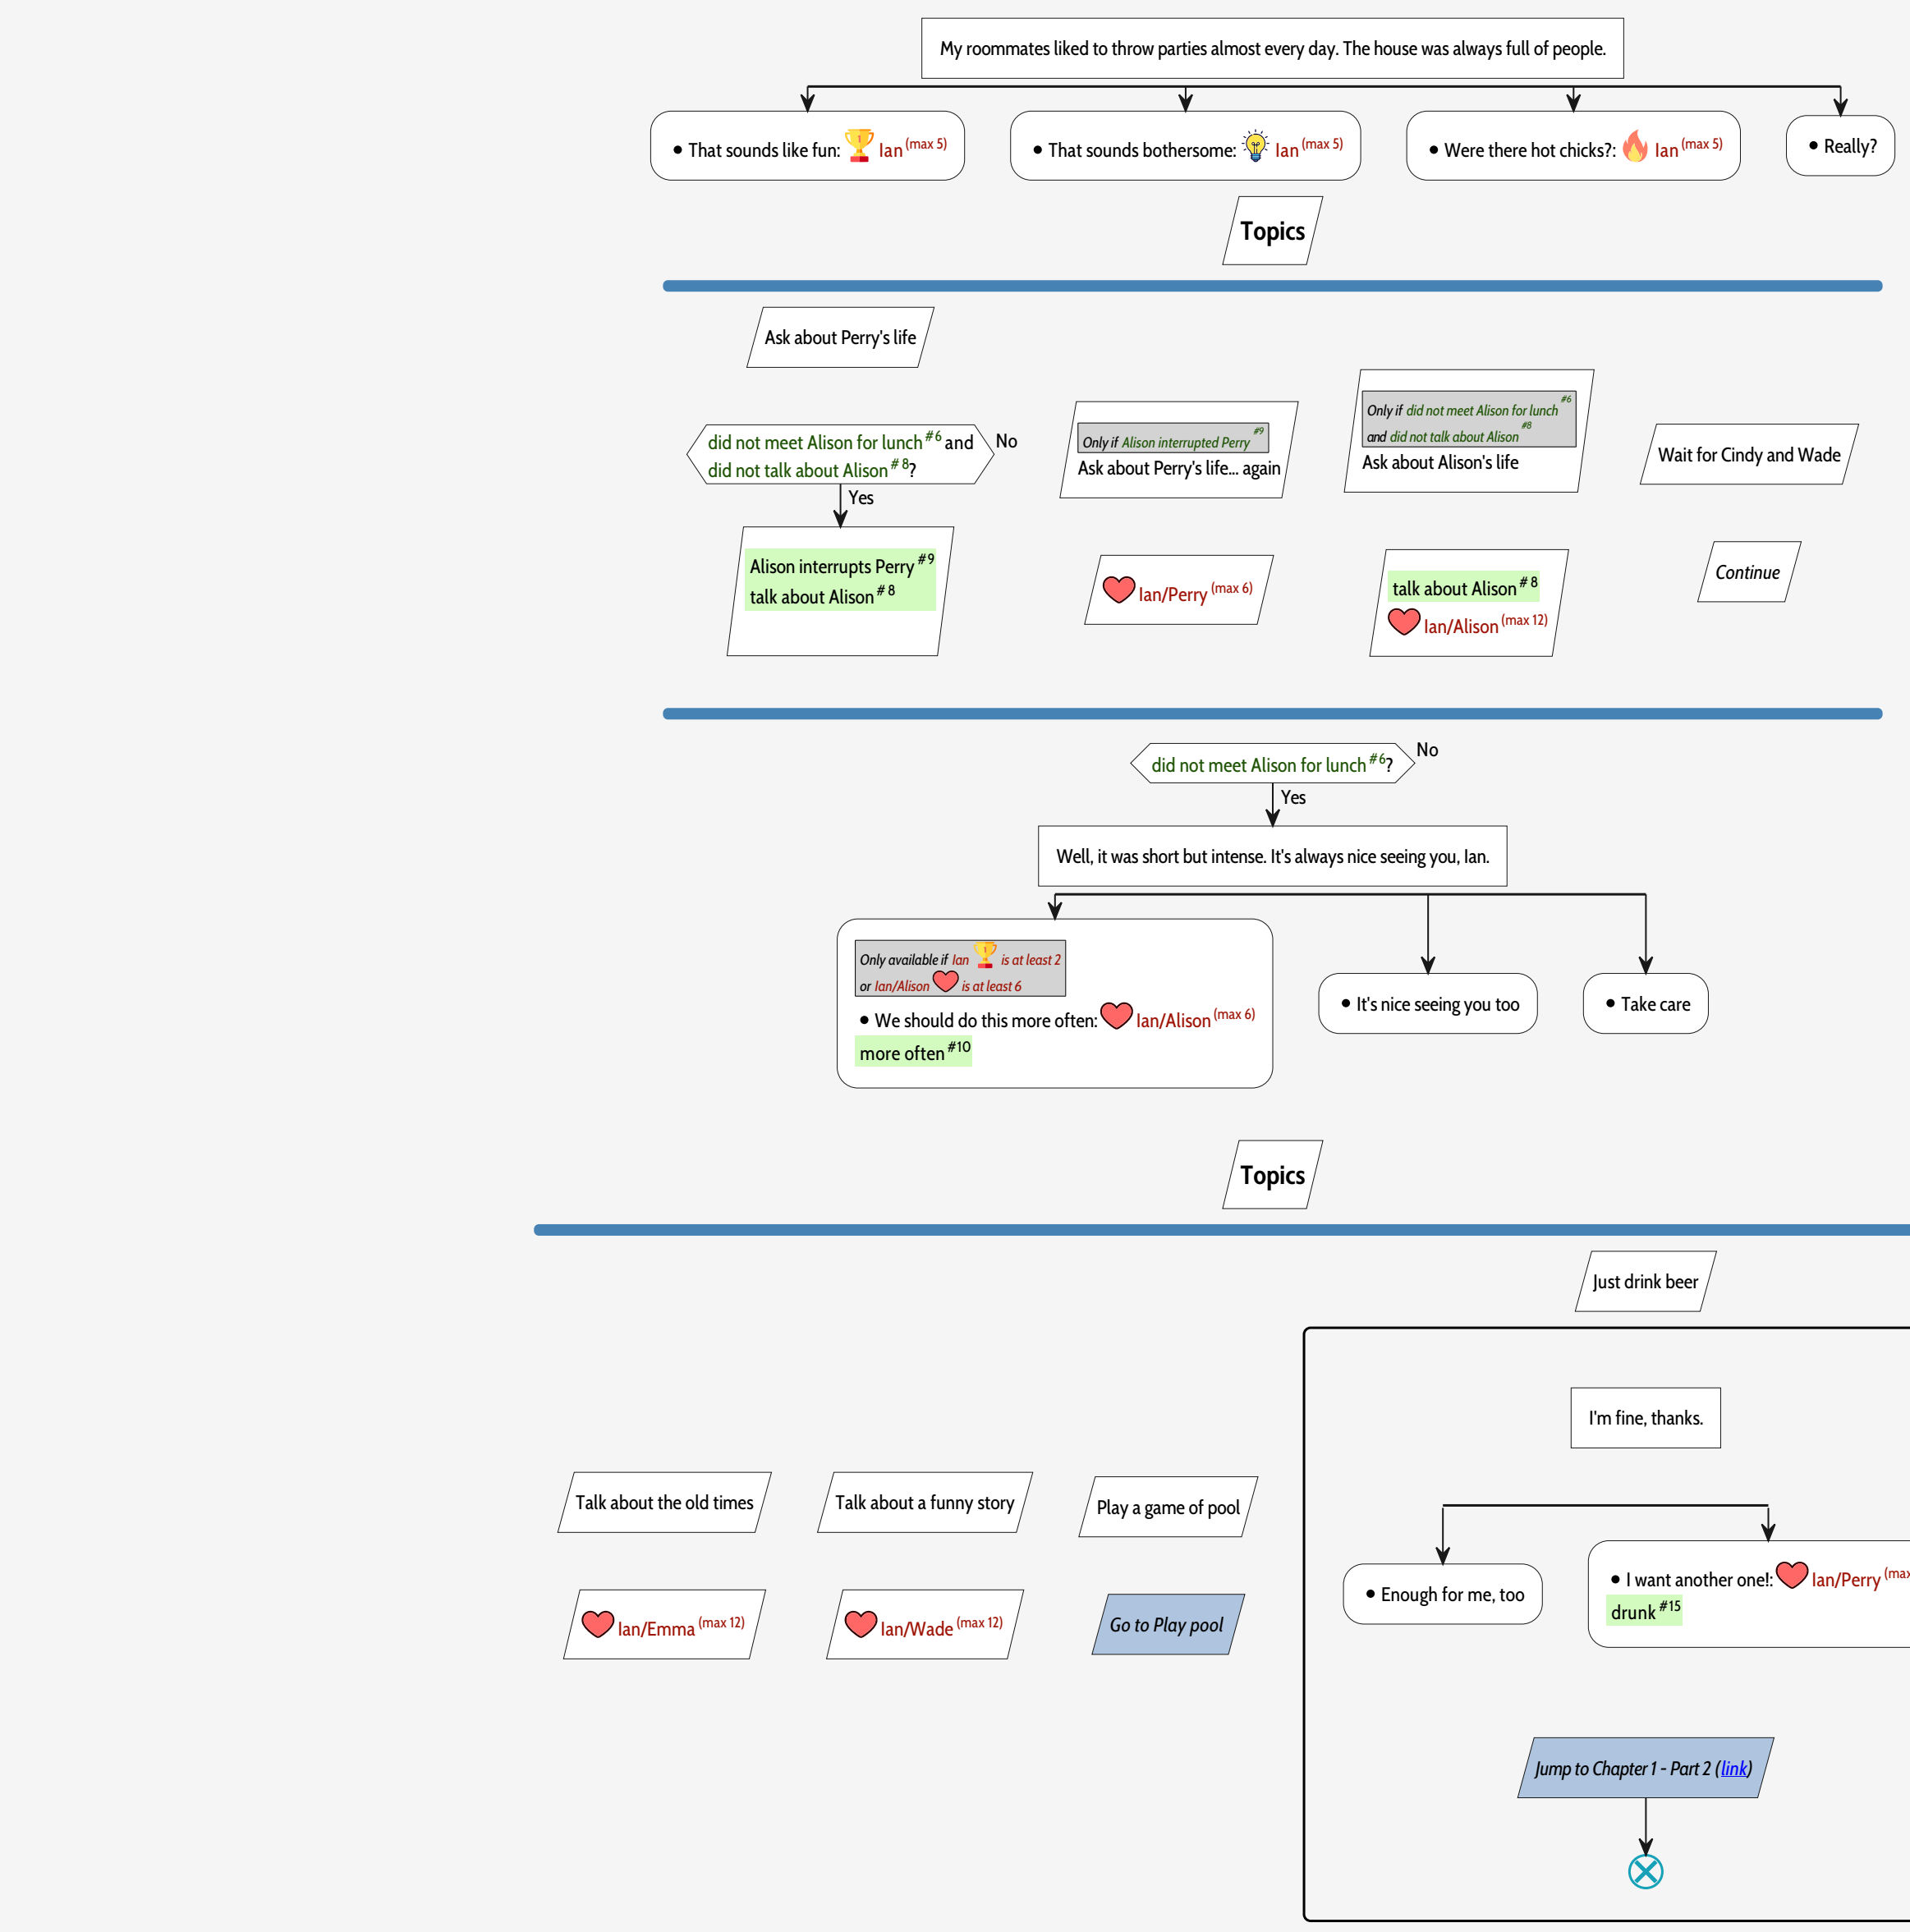 My roommates liked to throw parties almost every day. The house was always full of people.
• That sounds like fun: Ian (max 5)
• That sounds bothersome: Ian (max 5)
• Were there hot chicks?: Ian (max 5)
• Really?
Topics
Ask about Perry's life
did not meet Alison for lunch #6 and
did not talk about Alison #8?
No
Yes
Alison interrupts Perry #9
talk about Alison #8
Only if Alison interrupted Perry #9
Ask about Perry's life... again
Ian/Perry (max 6)
Only if did not meet Alison for lunch #6
and did not talk about Alison #8
Ask about Alison's life
talk about Alison #8
Ian/Alison (max 12)
Wait for Cindy and Wade
Continue
did not meet Alison for lunch #6?
No
Yes
Well, it was short but intense. It's always nice seeing you, Ian.
Only available if Ian is at least 2
or Ian/Alison is at least 6
• We should do this more often: Ian/Alison (max 6)
more often #10
• It's nice seeing you too
• Take care
Topics
Talk about the old times
Ian/Emma (max 12)
Talk about a funny story
Ian/Wade (max 12)
Play a game of pool
Go to Play pool
Just drink beer
I'm fine, thanks.
• Enough for me, too
• I want another one!: Ian/Perry (max
drunk #15
Jump to Chapter 1 - Part 2 (link)